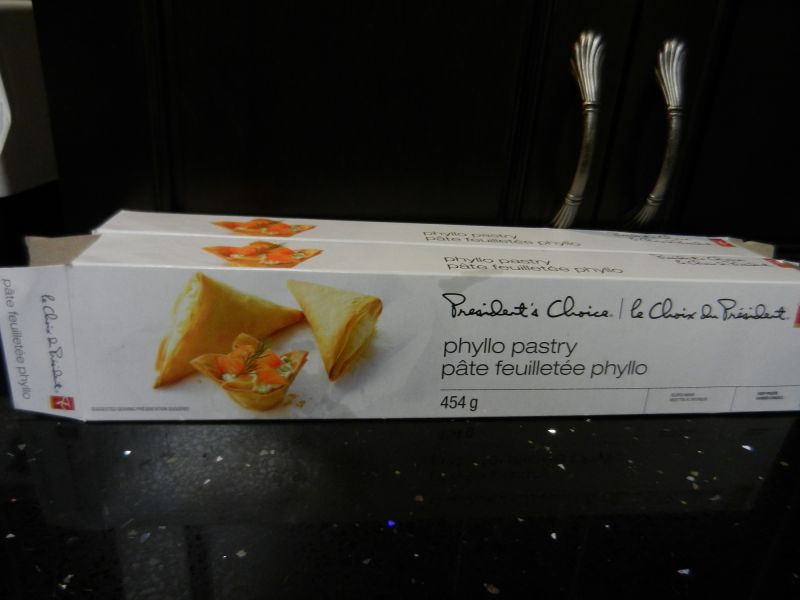 phyllo pastry
pâte feuilletée phyllo
phyllo pastry
pâte feuilletée phyllo
President's Choice | le Choix du Président
phyllo pastry
pâte feuilletée phyllo
454 g
le Choix du Président
pâte feuilletée phyllo